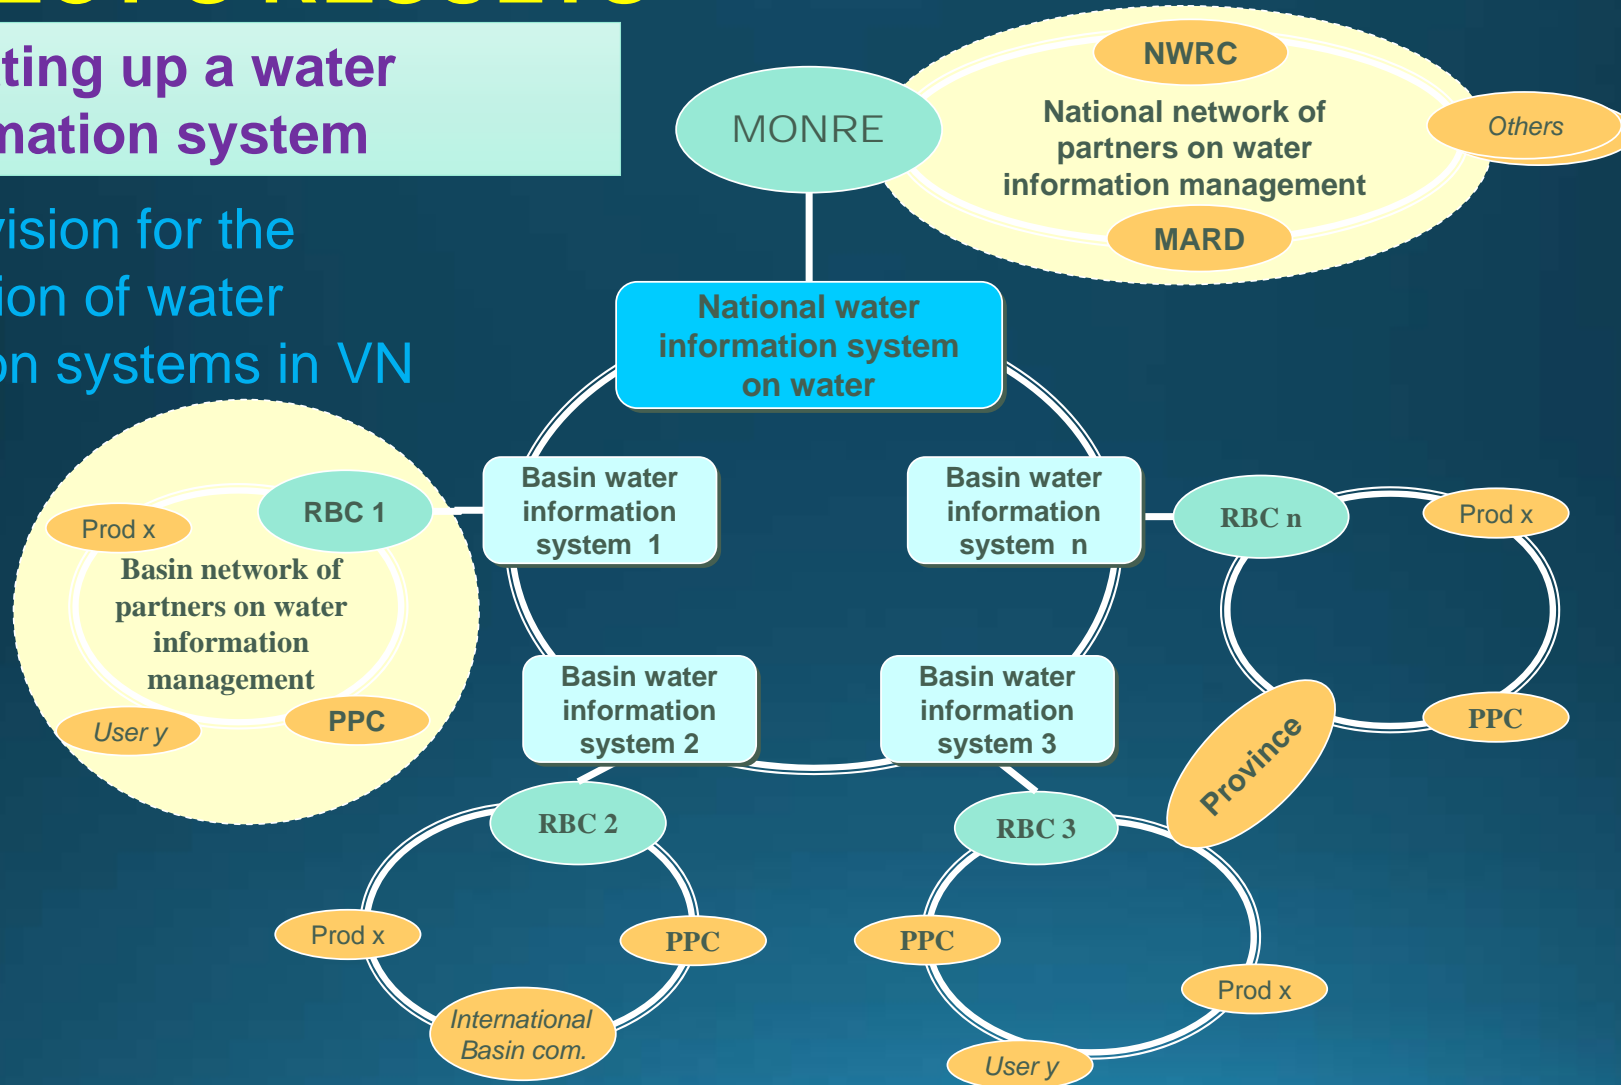 RESULTS
ting up a water
mation system
vision for the
ion of water
on systems in VN
MONRE
NWRC
National network of
partners on water
information management
Others
MARD
National water
information system
on water
Basin water
information
system 1
RBC 1
Prod x
Basin network of
partners on water
information
management
User y
PPC
Basin water
information
system n
RBC n
Prod x
PPC
Province
Basin water
information
system 2
RBC 2
Prod x
PPC
International
Basin com.
Basin water
information
system 3
RBC 3
PPC
Prod x
User y